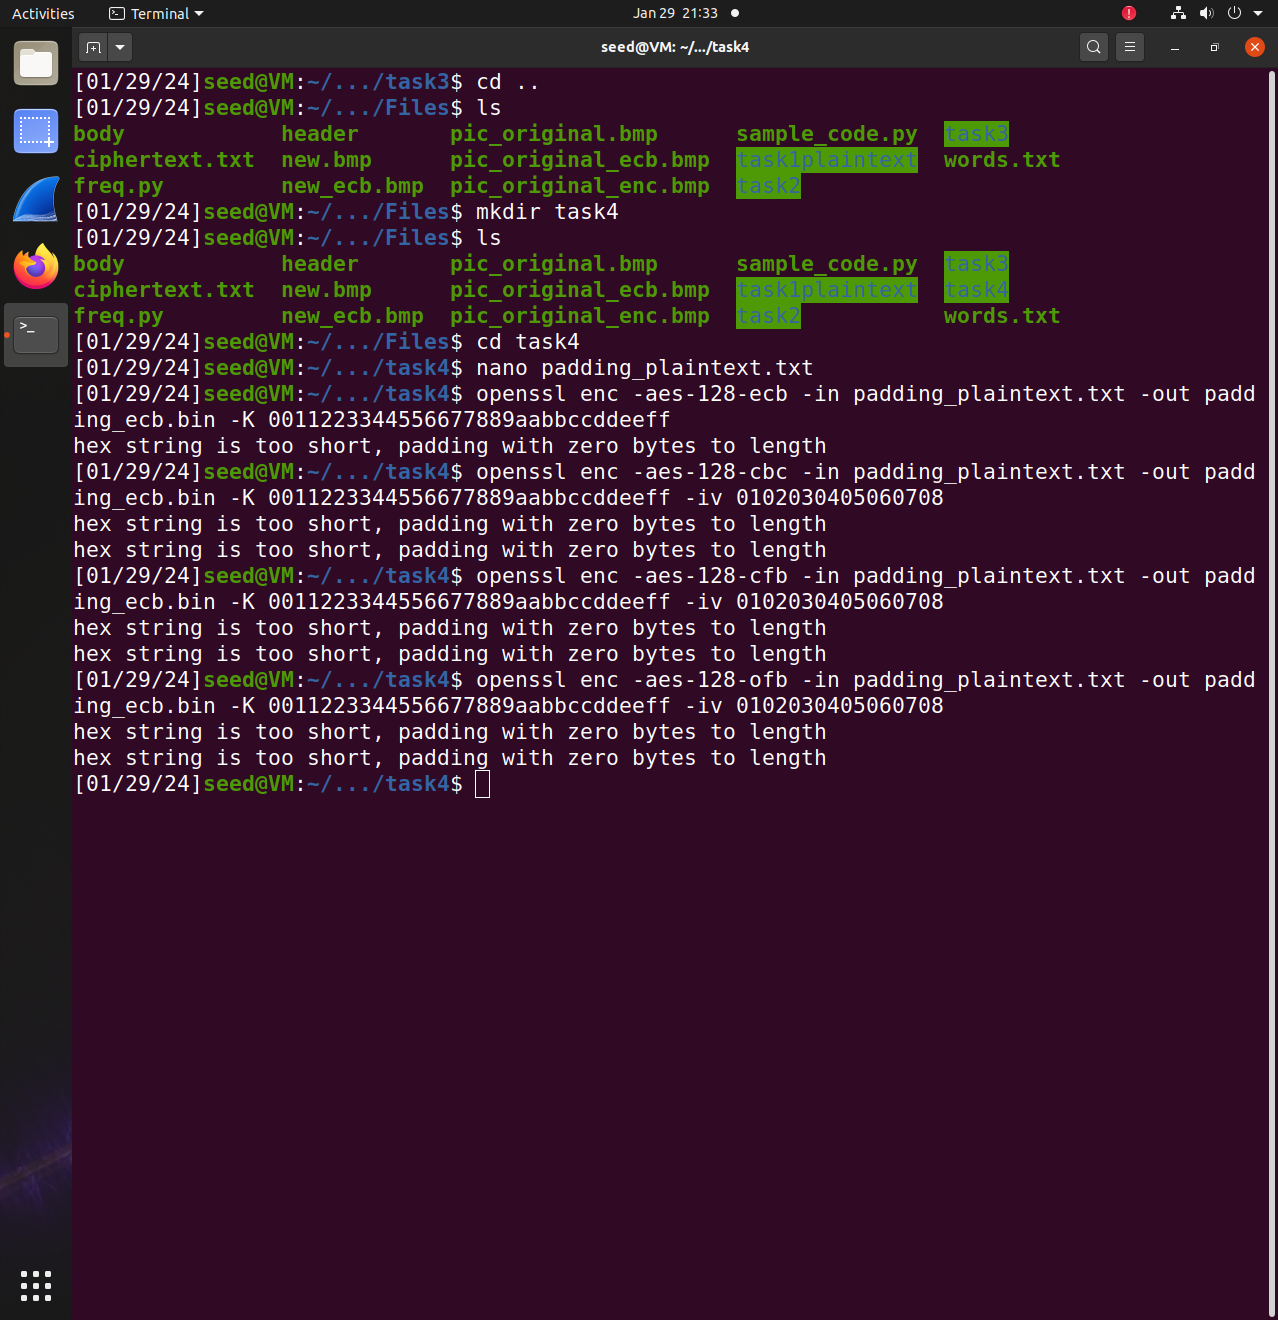 Activities Terminal Jan 29 21:33
seed@VM: ~/.../task4
[01/29/24]seed@VM:~/.../task3$ cd ..
[01/29/24]seed@VM:~/.../Files$ ls
body header pic_original.bmp sample_code.py task3
ciphertext.txt new.bmp pic_original_ecb.bmp task1plaintext words.txt
freq.py new_ecb.bmp pic_original_enc.bmp task2
[01/29/24]seed@VM:~/.../Files$ mkdir task4
[01/29/24]seed@VM:~/.../Files$ ls
body header pic_original.bmp sample_code.py task3
ciphertext.txt new.bmp pic_original_ecb.bmp task1plaintext task4
freq.py new_ecb.bmp pic_original_enc.bmp task2 words.txt
[01/29/24]seed@VM:~/.../Files$ cd task4
[01/29/24]seed@VM:~/.../task4$ nano padding_plaintext.txt
[01/29/24]seed@VM:~/.../task4$ openssl enc -aes-128-ecb -in padding_plaintext.txt -out padd
ing_ecb.bin -K 0011223344556677889aabbccddeeff
hex string is too short, padding with zero bytes to length
[01/29/24]seed@VM:~/.../task4$ openssl enc -aes-128-cbc -in padding_plaintext.txt -out padd
ing_ecb.bin -K 0011223344556677889aabbccddeeff -iv 0102030405060708
hex string is too short, padding with zero bytes to length
hex string is too short, padding with zero bytes to length
[01/29/24]seed@VM:~/.../task4$ openssl enc -aes-128-cfb -in padding_plaintext.txt -out padd
ing_ecb.bin -K 0011223344556677889aabbccddeeff -iv 0102030405060708
hex string is too short, padding with zero bytes to length
hex string is too short, padding with zero bytes to length
[01/29/24]seed@VM:~/.../task4$ openssl enc -aes-128-ofb -in padding_plaintext.txt -out padd
ing_ecb.bin -K 0011223344556677889aabbccddeeff -iv 0102030405060708
hex string is too short, padding with zero bytes to length
hex string is too short, padding with zero bytes to length
[01/29/24]seed@VM:~/.../task4$